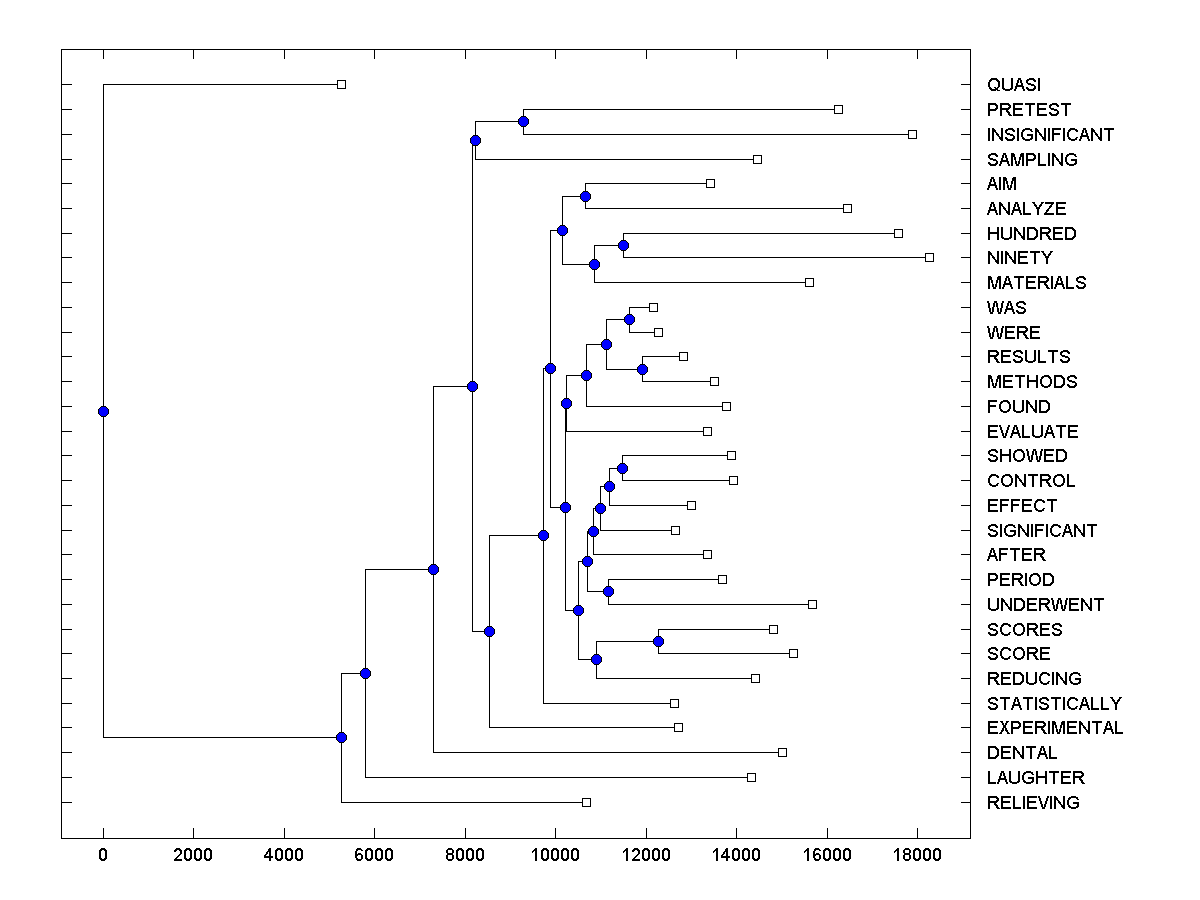 QUASI
PRETEST
INSIGNIFICANT
SAMPLING
AIM
ANALYZE
HUNDRED
NINETY
MATERIALS
WAS
WERE
RESULTS
METHODS
FOUND
EVALUATE
SHOWED
CONTROL
EFFECT
SIGNIFICANT
AFTER
PERIOD
UNDERWENT
SCORES
SCORE
REDUCING
STATISTICALLY
EXPERIMENTAL
DENTAL
LAUGHTER
RELIEVING
0 2000 4000 6000 8000 10000 12000 14000 16000 18000